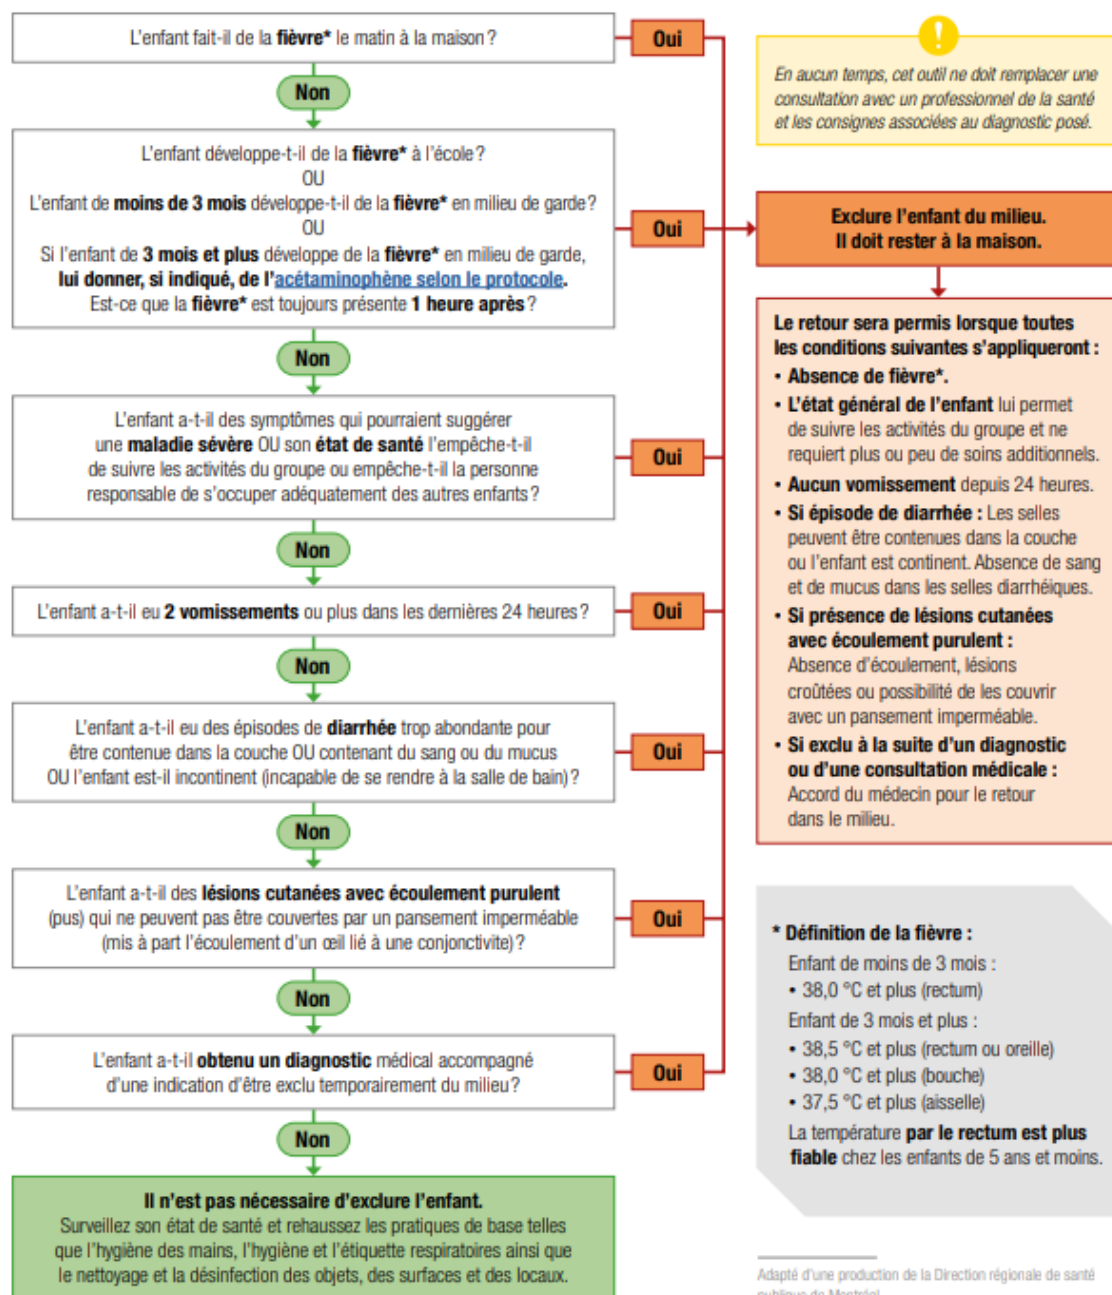 L'enfant fait-il de la fièvre* le matin à la maison?
Oui
Non
L'enfant développe-t-il de la fièvre* à l'école?
OU
L'enfant de moins de 3 mois développe-t-il de la fièvre* en milieu de garde?
OU
Si l'enfant de 3 mois et plus développe de la fièvre* en milieu de garde,
lui donner, si indiqué, de l'acétaminophène selon le protocole.
Est-ce que la fièvre* est toujours présente 1 heure après?
Oui
Non
L'enfant a-t-il des symptômes qui pourraient suggérer
une maladie sévère OU son état de santé l'empêche-t-il
de suivre les activités du groupe ou empêche-t-il la personne
responsable de s'occuper adéquatement des autres enfants?
Oui
Non
L'enfant a-t-il eu 2 vomissements ou plus dans les dernières 24 heures?
Oui
Non
L'enfant a-t-il eu des épisodes de diarrhée trop abondante pour
être contenue dans la couche OU contenant du sang ou du mucus
OU l'enfant est-il incontinent (incapable de se rendre à la salle de bain)?
Oui
Non
L'enfant a-t-il des lésions cutanées avec écoulement purulent
(pus) qui ne peuvent pas être couvertes par un pansement imperméable
(mis à part l'écoulement d'un œil lié à une conjonctivite)?
Oui
Non
L'enfant a-t-il obtenu un diagnostic médical accompagné
d'une indication d'être exclu temporairement du milieu?
Oui
Non
Il n'est pas nécessaire d'exclure l'enfant.
Surveillez son état de santé et rehaussez les pratiques de base telles
que l'hygiène des mains, l'hygiène et l'étiquette respiratoires ainsi que
le nettoyage et la désinfection des objets, des surfaces et des locaux.
!
En aucun temps, cet outil ne doit remplacer une
consultation avec un professionnel de la santé
et les consignes associées au diagnostic posé.
Exclure l'enfant du milieu.
Il doit rester à la maison.
Le retour sera permis lorsque toutes
les conditions suivantes s'appliqueront :
• Absence de fièvre*.
• L'état général de l'enfant lui permet
de suivre les activités du groupe et ne
requiert plus ou peu de soins additionnels.
• Aucun vomissement depuis 24 heures.
• Si épisode de diarrhée : Les selles
peuvent être contenues dans la couche
ou l'enfant est continent. Absence de sang
et de mucus dans les selles diarrhéiques.
• Si présence de lésions cutanées
avec écoulement purulent :
Absence d'écoulement, lésions
croûtées ou possibilité de les couvrir
avec un pansement imperméable.
• Si exclu à la suite d'un diagnostic
ou d'une consultation médicale :
Accord du médecin pour le retour
dans le milieu.
* Définition de la fièvre :
Enfant de moins de 3 mois :
• 38,0 °C et plus (rectum)
Enfant de 3 mois et plus :
• 38,5 °C et plus (rectum ou oreille)
• 38,0 °C et plus (bouche)
• 37,5 °C et plus (aisselle)
La température par le rectum est plus
fiable chez les enfants de 5 ans et moins.
Adapté d'une production de la Direction régionale de santé
publique de Montréal